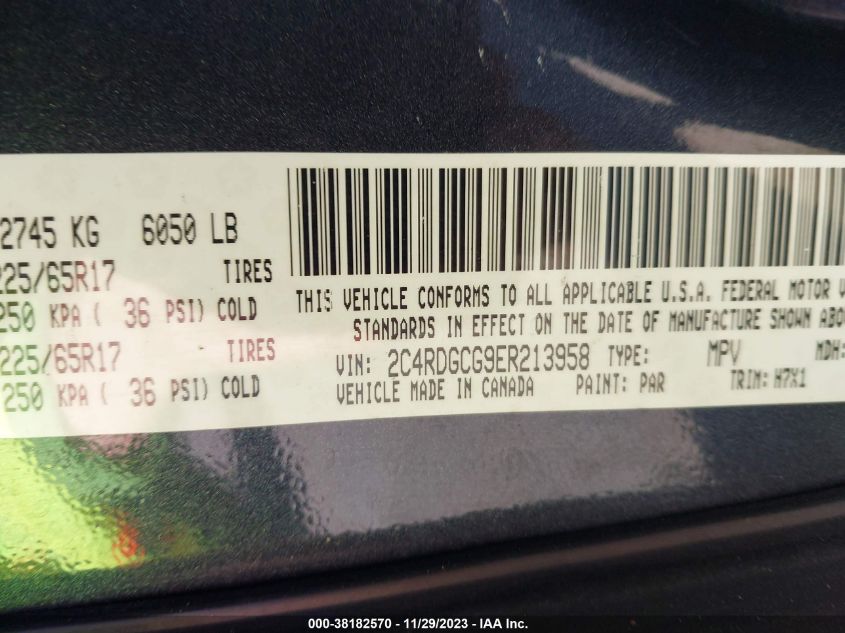 2745 KG 6050 LB
225/65R17 TIRES
250 KPA ( 36 PSI) COLD
225/65R17 TIRES
250 KPA ( 36 PSI) COLD
THIS VEHICLE CONFORMS TO ALL APPLICABLE U.S.A. FEDERAL MOTOR V
STANDARDS IN EFFECT ON THE DATE OF MANUFACTURE SHOWN ABO
VIN: 2C4RDGCG9ER213958 TYPE: MPV MDH:
VEHICLE MADE IN CANADA PAINT: PAR TRIM: H7X1
000-38182570 - 11/29/2023 - IAA Inc.